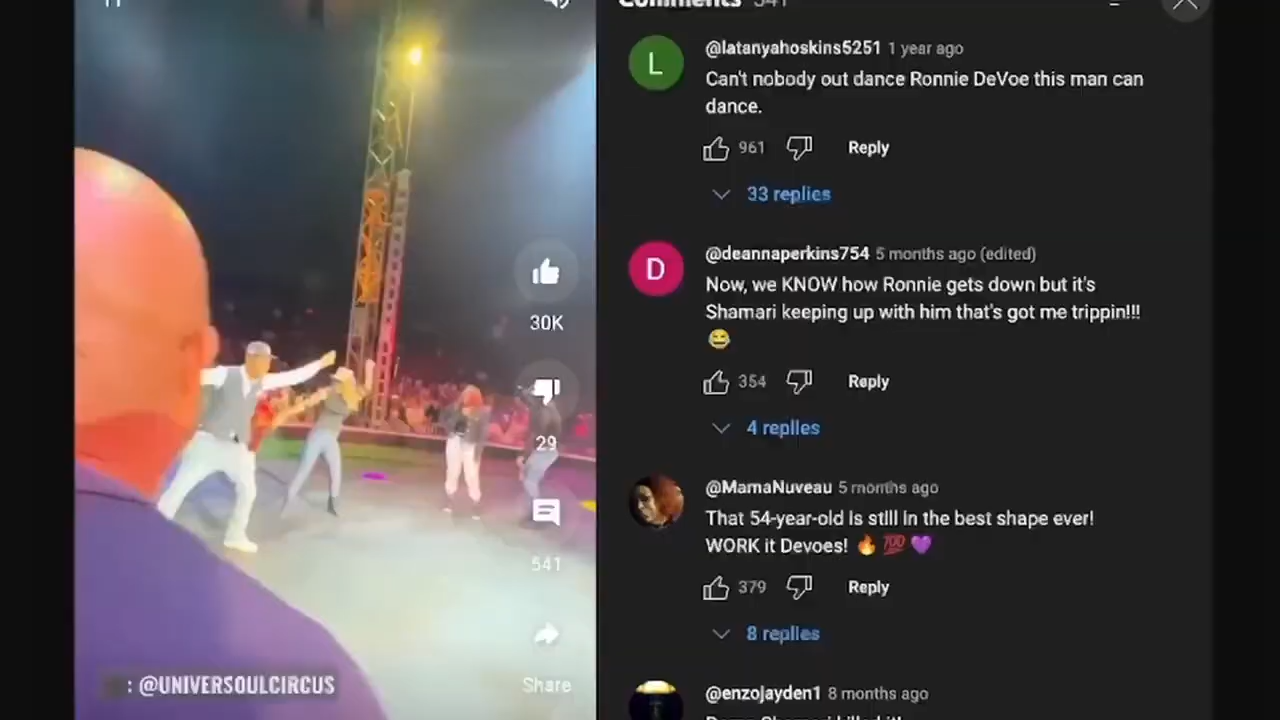 30K
29
541
Share
: @UNIVERSOULCIRCUS
Comments 541
L
@latanyahoskins5251 1 year ago
Can't nobody out dance Ronnie DeVoe this man can
dance.
961 Reply
33 replies
D
@deannaperkins754 5 months ago (edited)
Now, we KNOW how Ronnie gets down but it's
Shamari keeping up with him that's got me trippin!!!
😂
354 Reply
4 replies
@MamaNuveau 5 months ago
That 54-year-old is still in the best shape ever!
WORK it Devoes! 🔥 💯 💜
379 Reply
8 replies
@enzojayden1 8 months ago